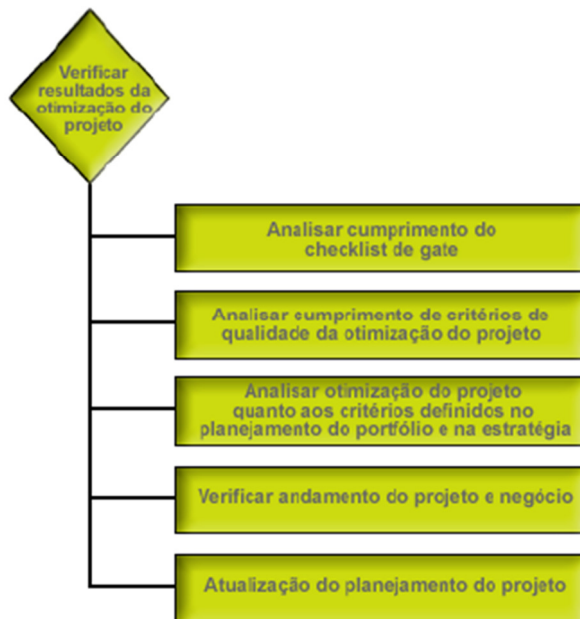 Verificar
resultados da
otimização do
projeto
Analisar cumprimento do
checklist de gate
Analisar cumprimento de critérios de
qualidade da otimização do projeto
Analisar otimização do projeto
quanto aos critérios definidos no
planejamento do portfólio e na estratégia
Verificar andamento do projeto e negócio
Atualização do planejamento do projeto